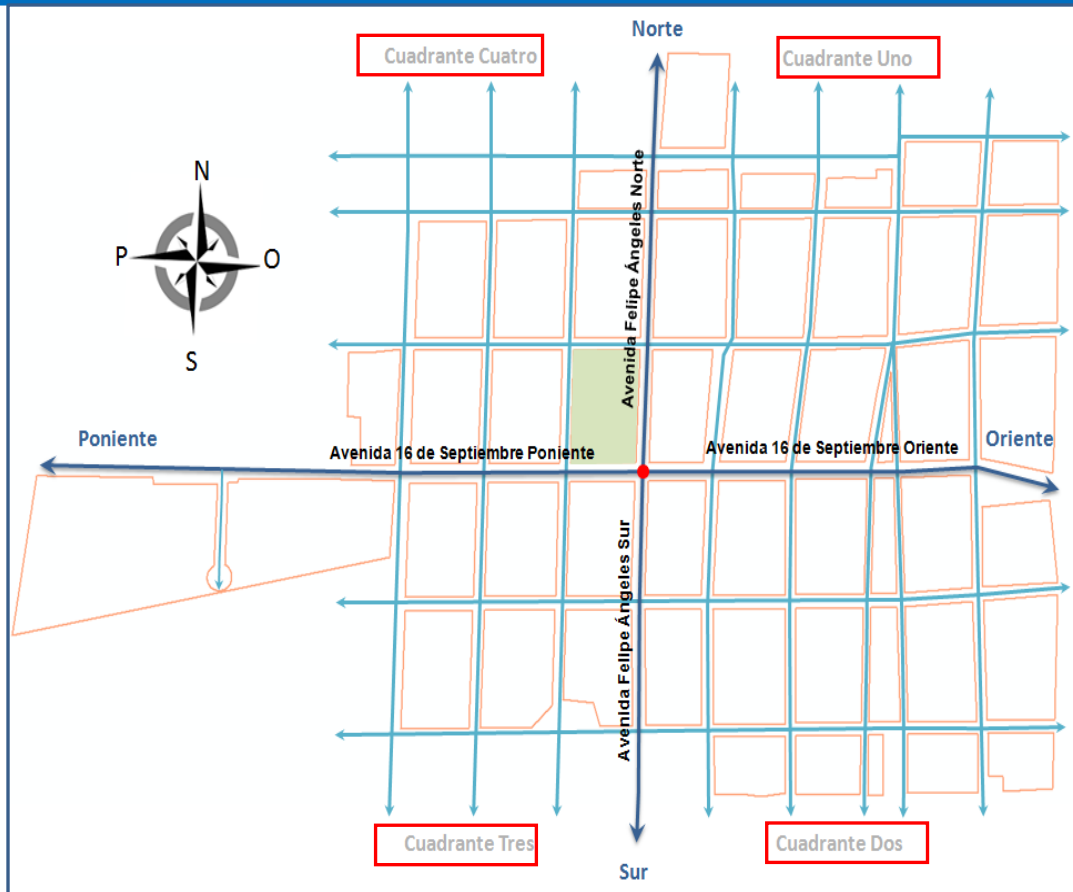 Norte
Cuadrante Cuatro
Cuadrante Uno
N
P
O
S
Avenida Felipe Ángeles Norte
Poniente
Avenida 16 de Septiembre Poniente
Avenida 16 de Septiembre Oriente
Oriente
Avenida Felipe Ángeles Sur
Cuadrante Tres
Cuadrante Dos
Sur